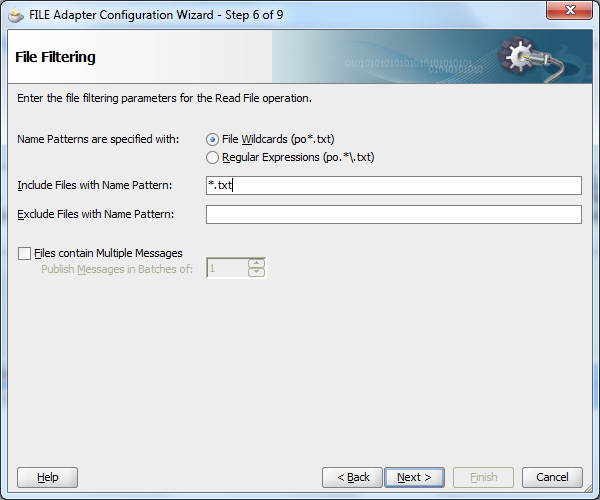 FILE Adapter Configuration Wizard - Step 6 of 9
File Filtering
0101010101010101010101010101
01010101010101
Enter the file filtering parameters for the Read File operation.
Name Patterns are specified with:
File Wildcards (po*.txt)
Regular Expressions (po.*\.txt)
Include Files with Name Pattern:
*.txt
Exclude Files with Name Pattern:
Files contain Multiple Messages
Publish Messages in Batches of:
1
Help
< Back
Next >
Finish
Cancel